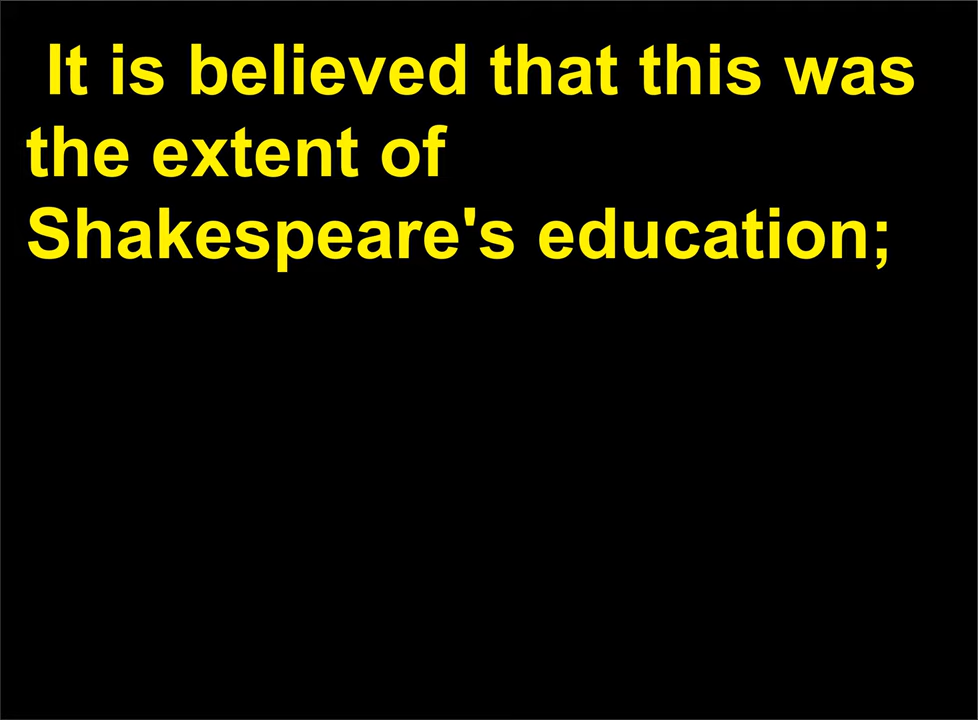 It is believed that this was
the extent of
Shakespeare's education;